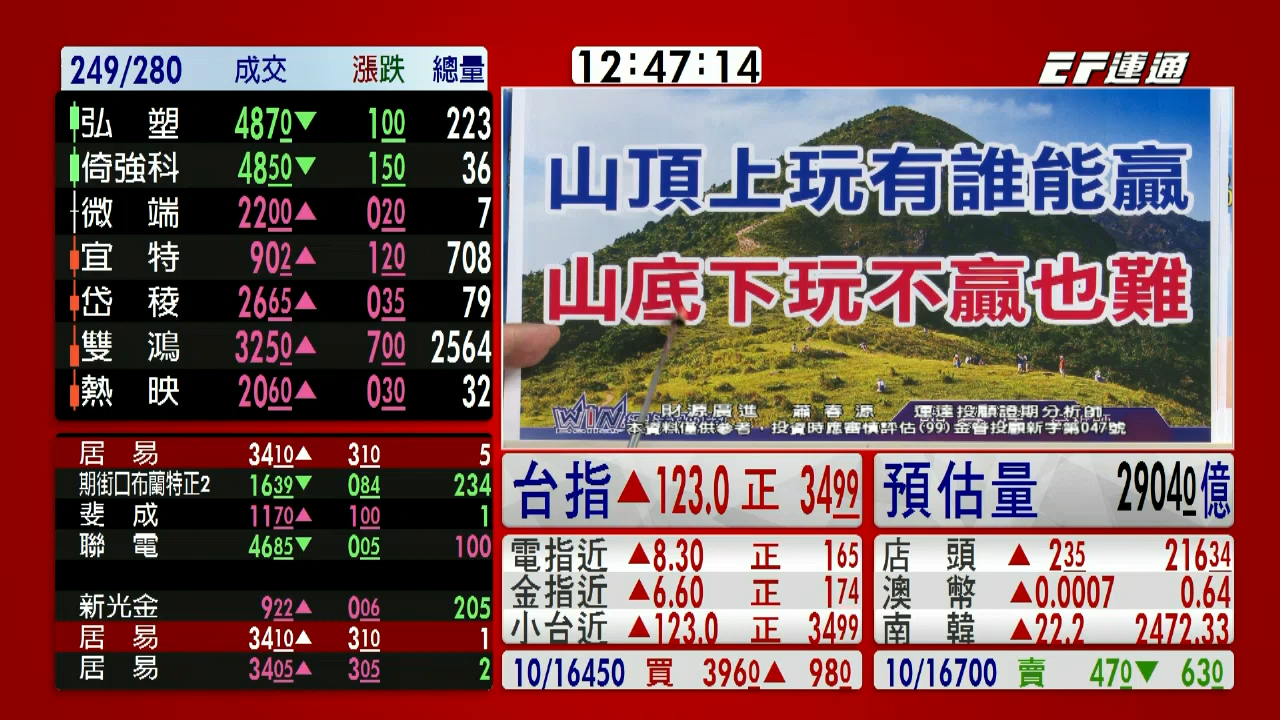 249/280 成交 漲跌 總量
弘塑 4870▼ 100 223
倚強科 4850▼ 150 36
微端 2200▲ 020 7
宜特 902▲ 120 708
岱稜 2665▲ 035 79
雙鴻 3250▲ 700 2564
熱映 2060▲ 030 32
居易 3410▲ 310 5
期街口布蘭特正2 1639▼ 084 234
斐成 1170▲ 100 1
聯電 4685▼ 005 100
新光金 922▲ 006 205
居易 3410▲ 310 1
居易 3405▲ 305 2
12:47:14
EF運通
山頂上玩有誰能贏
山底下玩不贏也難
WIN
財源廣進 蕭春源 運達投顧證期分析師
本資料僅供參考，投資時應審慎評估(99)金管投顧新字第047號
台指▲123.0 正 3499
預估量 29040億
電指近 ▲8.30 正 165
金指近 ▲6.60 正 174
小台近 ▲123.0 正 3499
店頭 ▲ 235 21634
澳幣 ▲0.0007 0.64
南韓 ▲22.2 2472.33
10/16450 買 3960▲ 980
10/16700 賣 470▼ 630